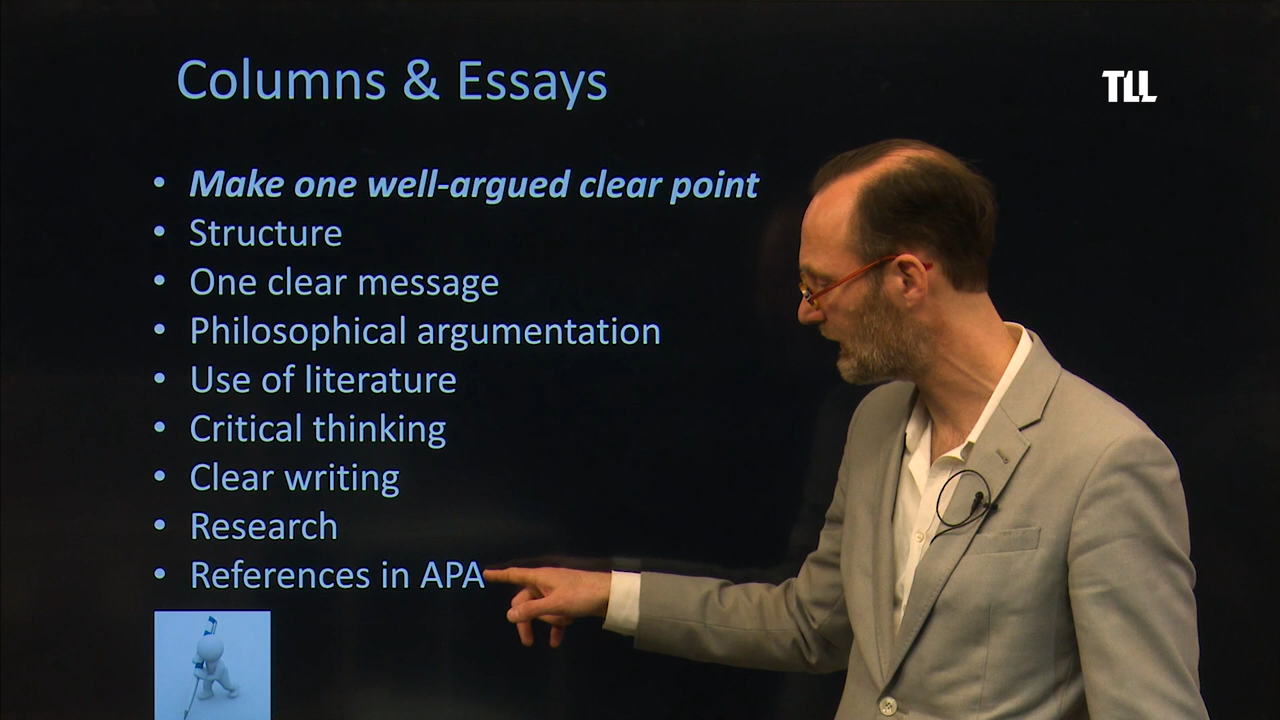 Columns & Essays
TLL
• Make one well-argued clear point
• Structure
• One clear message
• Philosophical argumentation
• Use of literature
• Critical thinking
• Clear writing
• Research
• References in APA